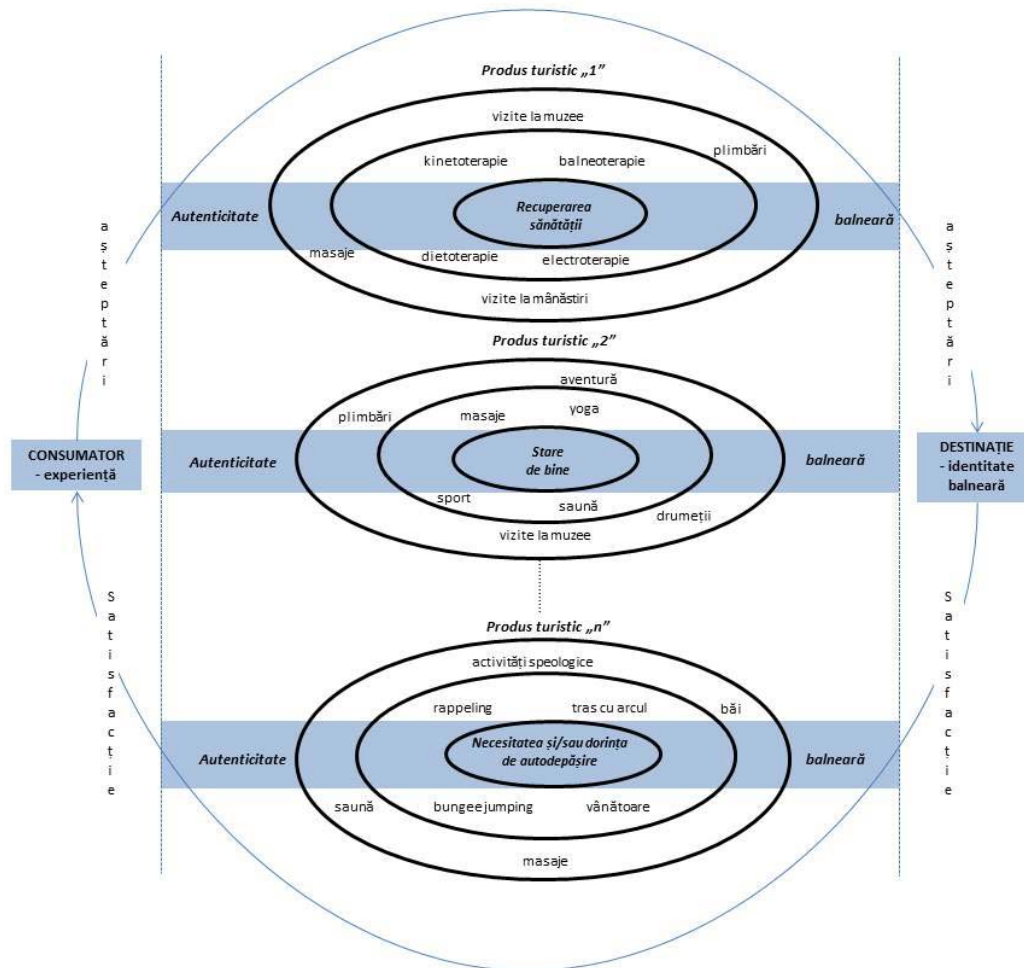 Produs turistic „1”
vizite la muzee
plimbări
kinetoterapie
balneoterapie
Autenticitate
Recuperarea
sănătății
balneară
masaje
dietoterapie
electroterapie
vizite la mânăstiri
așteptări
așteptări
Produs turistic „2”
aventură
plimbări
masaje
yoga
CONSUMATOR
- experiență
Autenticitate
Stare
de bine
balneară
DESTINAȚIE
- identitate
balneară
sport
saună
drumeții
vizite la muzee
Satisfacție
Satisfacție
Produs turistic „n”
activități speologice
rappeling
tras cu arcul
băi
Autenticitate
Necesitatea și/sau dorința
de autodepășire
balneară
saună
bungee jumping
vânătoare
masaje